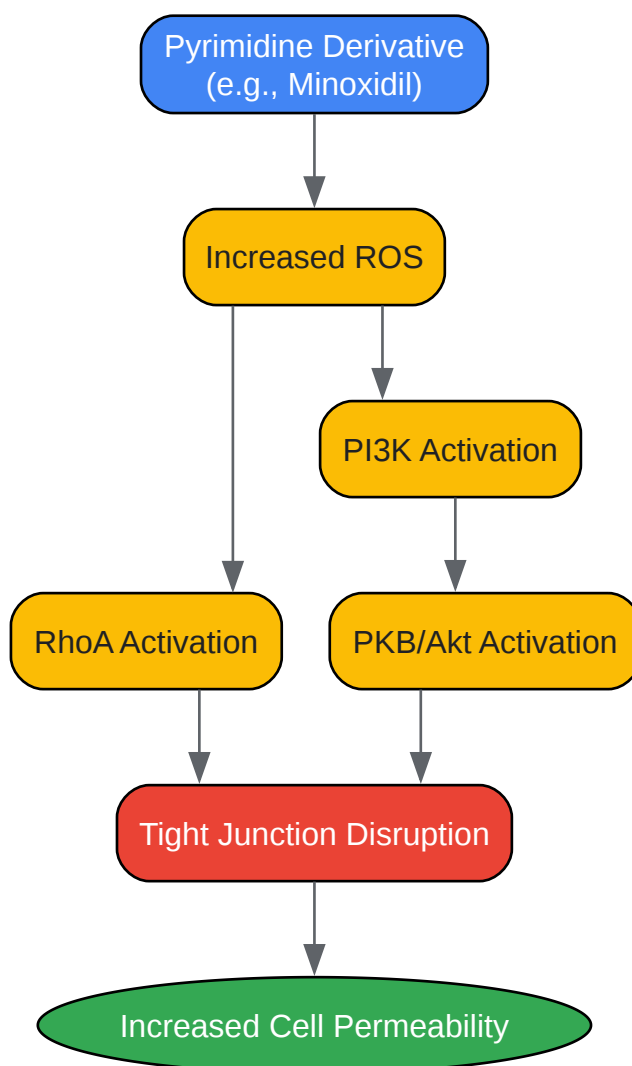 Pyrimidine Derivative
(e.g., Minoxidil)
Increased ROS
PI3K Activation
RhoA Activation
PKB/Akt Activation
Tight Junction Disruption
Increased Cell Permeability